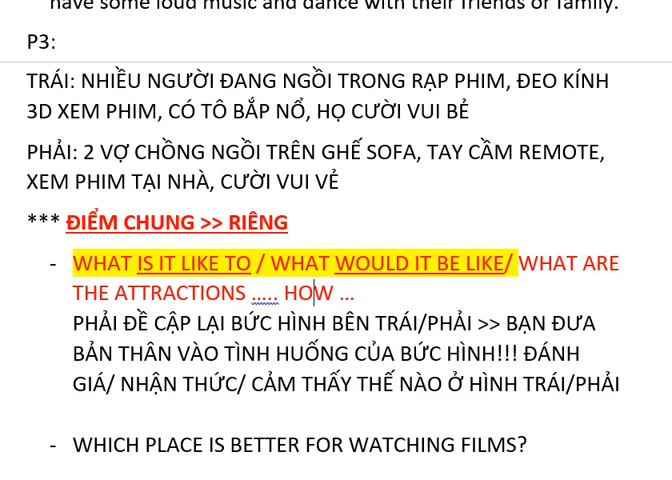 have some loud music and dance with their friends or family.
P3:
TRÁI: NHIỀU NGƯỜI ĐANG NGỒI TRONG RẠP PHIM, ĐEO KÍNH
3D XEM PHIM, CÓ TÔ BẮP NỔ, HỌ CƯỜI VUI BẺ
PHẢI: 2 VỢ CHỒNG NGỒI TRÊN GHẾ SOFA, TAY CẦM REMOTE,
XEM PHIM TẠI NHÀ, CƯỜI VUI VẺ
*** ĐIỂM CHUNG >> RIÊNG
- WHAT IS IT LIKE TO / WHAT WOULD IT BE LIKE/ WHAT ARE
THE ATTRACTIONS ..... HOW ...
PHẢI ĐỀ CẬP LẠI BỨC HÌNH BÊN TRÁI/PHẢI >> BẠN ĐƯA
BẢN THÂN VÀO TÌNH HUỐNG CỦA BỨC HÌNH!!! ĐÁNH
GIÁ/ NHẬN THỨC/ CẢM THẤY THẾ NÀO Ở HÌNH TRÁI/PHẢI
- WHICH PLACE IS BETTER FOR WATCHING FILMS?